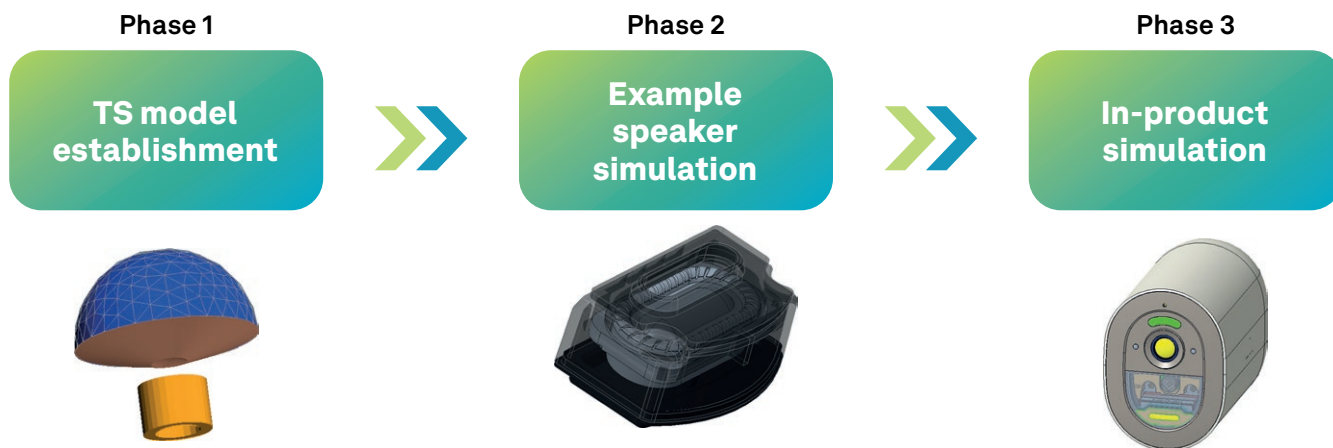 Phase 1
TS model
establishment
Phase 2
Example
speaker
simulation
Phase 3
In-product
simulation